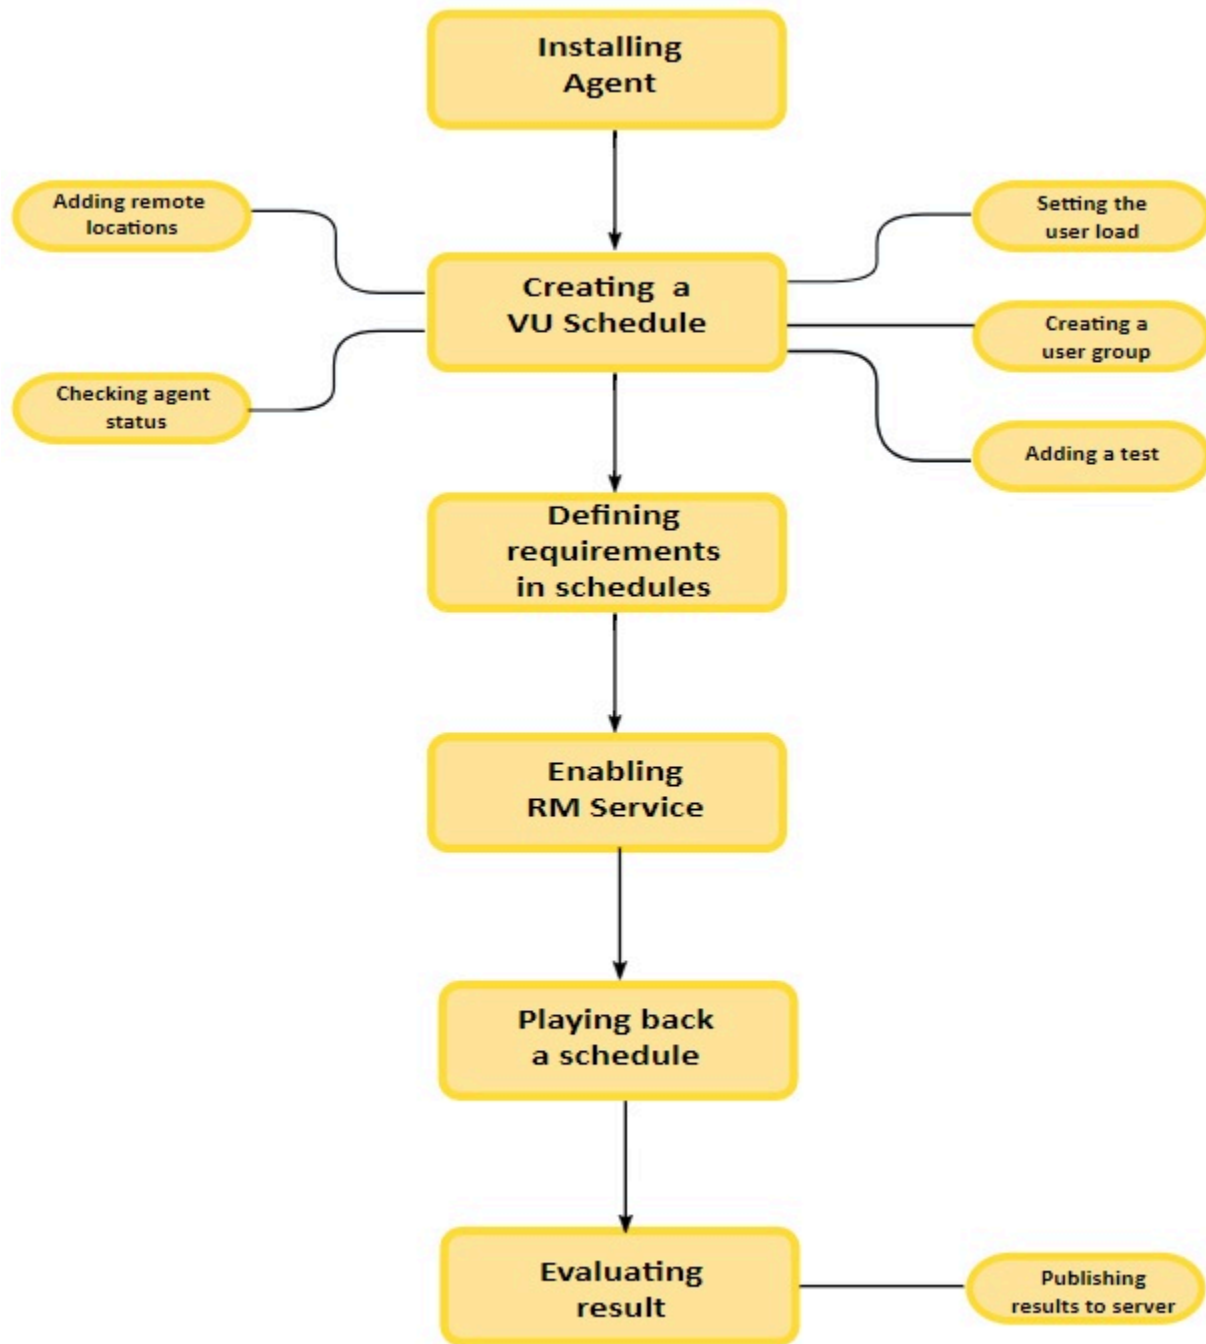 Installing
Agent
Adding remote
locations
Setting the
user load
Creating a
VU Schedule
Creating a
user group
Checking agent
status
Adding a test
Defining
requirements
in schedules
Enabling
RM Service
Playing back
a schedule
Evaluating
result
Publishing
results to server